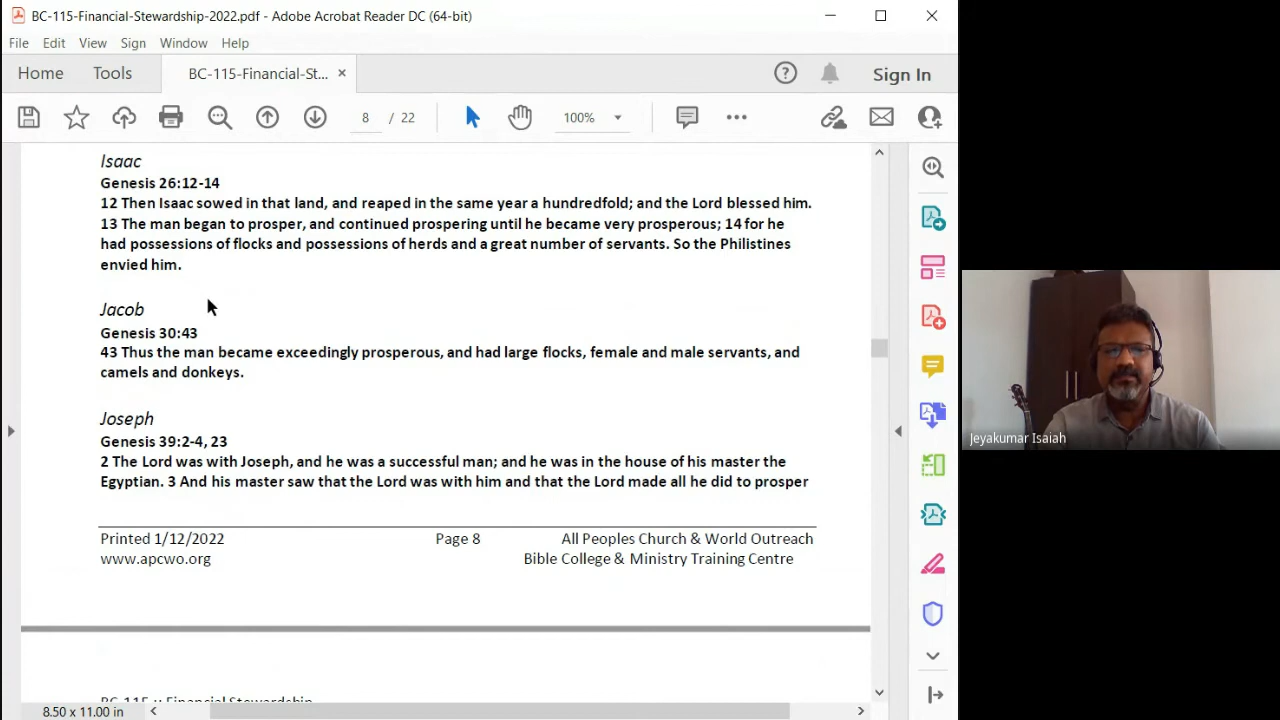 BC-115-Financial-Stewardship-2022.pdf - Adobe Acrobat Reader DC (64-bit)
File Edit View Sign Window Help
Home Tools BC-115-Financial-St... × Sign In
8 / 22 100%
Isaac
Genesis 26:12-14
12 Then Isaac sowed in that land, and reaped in the same year a hundredfold; and the Lord blessed him.
13 The man began to prosper, and continued prospering until he became very prosperous; 14 for he
had possessions of flocks and possessions of herds and a great number of servants. So the Philistines
envied him.
Jacob
Genesis 30:43
43 Thus the man became exceedingly prosperous, and had large flocks, female and male servants, and
camels and donkeys.
Joseph
Genesis 39:2-4, 23
2 The Lord was with Joseph, and he was a successful man; and he was in the house of his master the
Egyptian. 3 And his master saw that the Lord was with him and that the Lord made all he did to prosper
Printed 1/12/2022 Page 8 All Peoples Church & World Outreach
www.apcwo.org Bible College & Ministry Training Centre
Financial Stewardship
8.50 x 11.00 in
Jeyakumar Isaiah